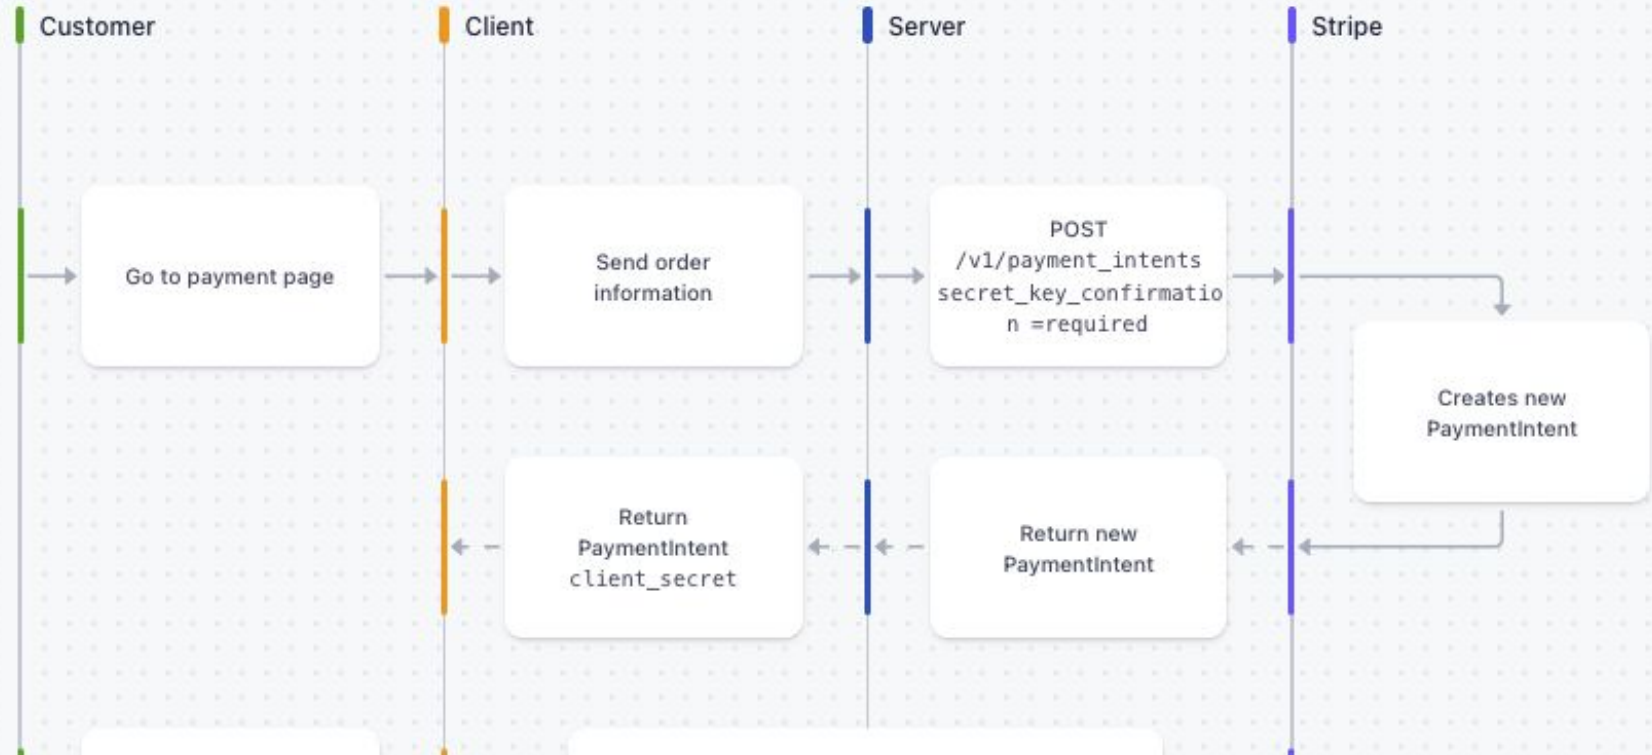 Customer
Client
Server
Stripe
Go to payment page
Send order
information
POST
/v1/payment_intents
secret_key_confirmatio
n =required
Creates new
PaymentIntent
Return
PaymentIntent
client_secret
Return new
PaymentIntent